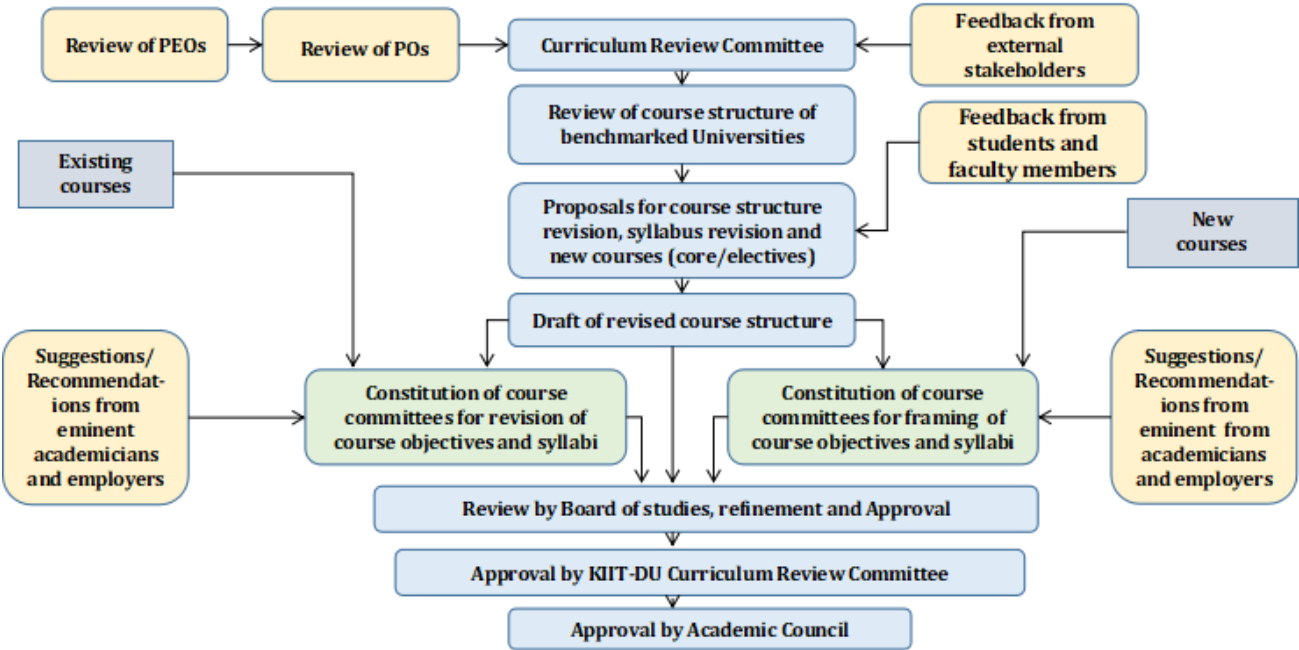 Review of PEOs
Review of POs
Curriculum Review Committee
Feedback from
external
stakeholders
Review of course structure of
benchmarked Universities
Feedback from
students and
faculty members
Existing
courses
Proposals for course structure
revision, syllabus revision and
new courses (core/electives)
New
courses
Draft of revised course structure
Suggestions/
Recommendat-
ions from
eminent
academicians
and employers
Constitution of course
committees for revision of
course objectives and syllabi
Constitution of course
committees for framing of
course objectives and syllabi
Suggestions/
Recommendat-
ions from
eminent from
academicians
and employers
Review by Board of studies, refinement and Approval
Approval by KIIT-DU Curriculum Review Committee
Approval by Academic Council